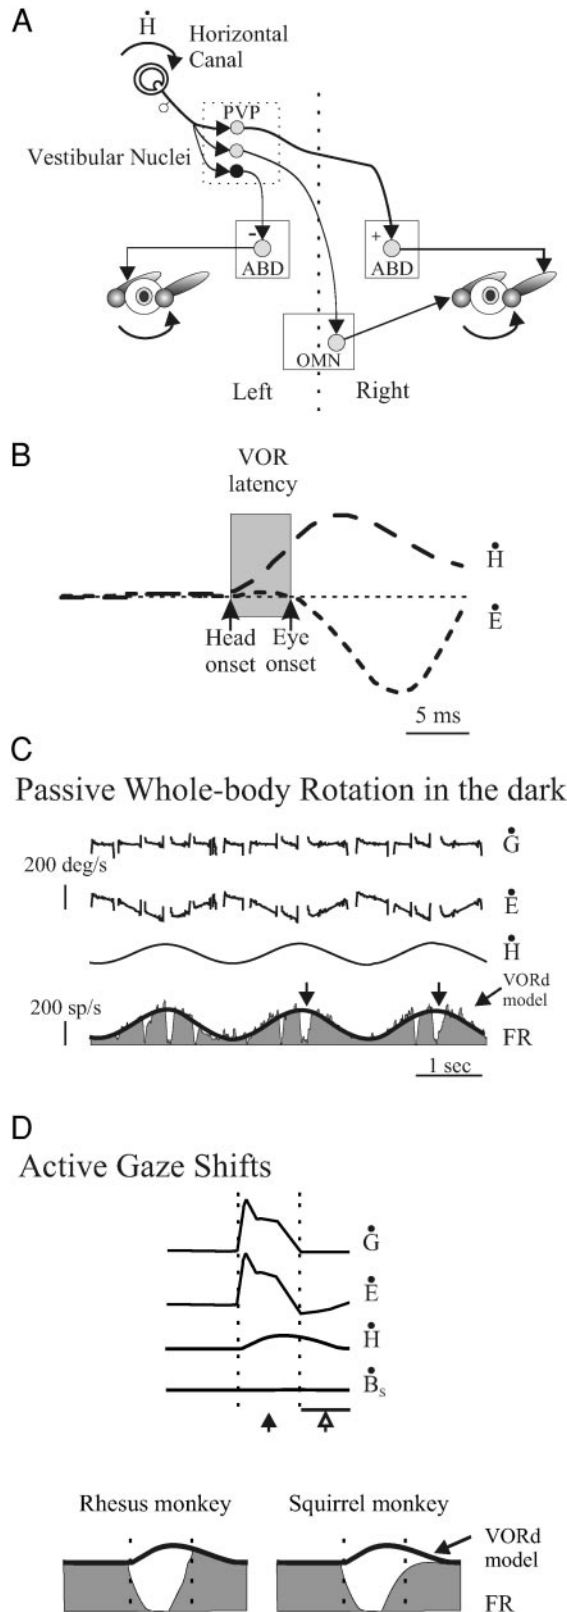 A
Ḣ
Horizontal
Canal
PVP
Vestibular Nuclei
-
+
ABD
ABD
OMN
Left
Right
B
VOR
latency
Ḣ
Ė
Head
onset
Eye
onset
5 ms
C
Passive Whole-body Rotation in the dark
Ġ
200 deg/s
Ė
Ḣ
VORd
model
200 sp/s
FR
1 sec
D
Active Gaze Shifts
Ġ
Ė
Ḣ
Ḃs
Rhesus monkey
Squirrel monkey
VORd
model
FR